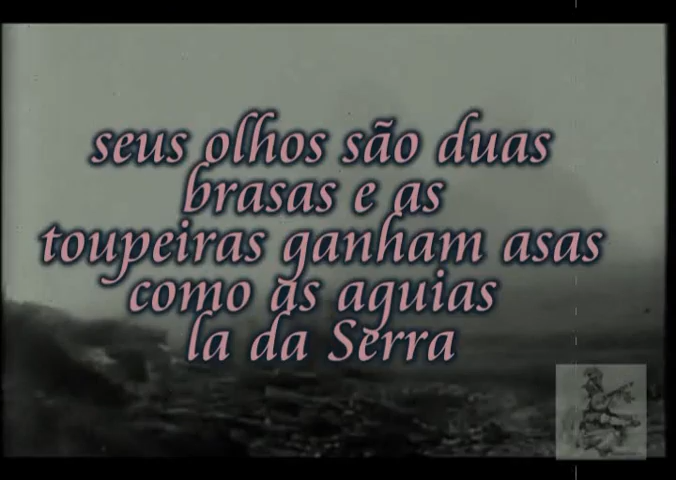 seus olhos são duas
brasas e as
toupeiras ganham asas
como as aguias
la da Serra